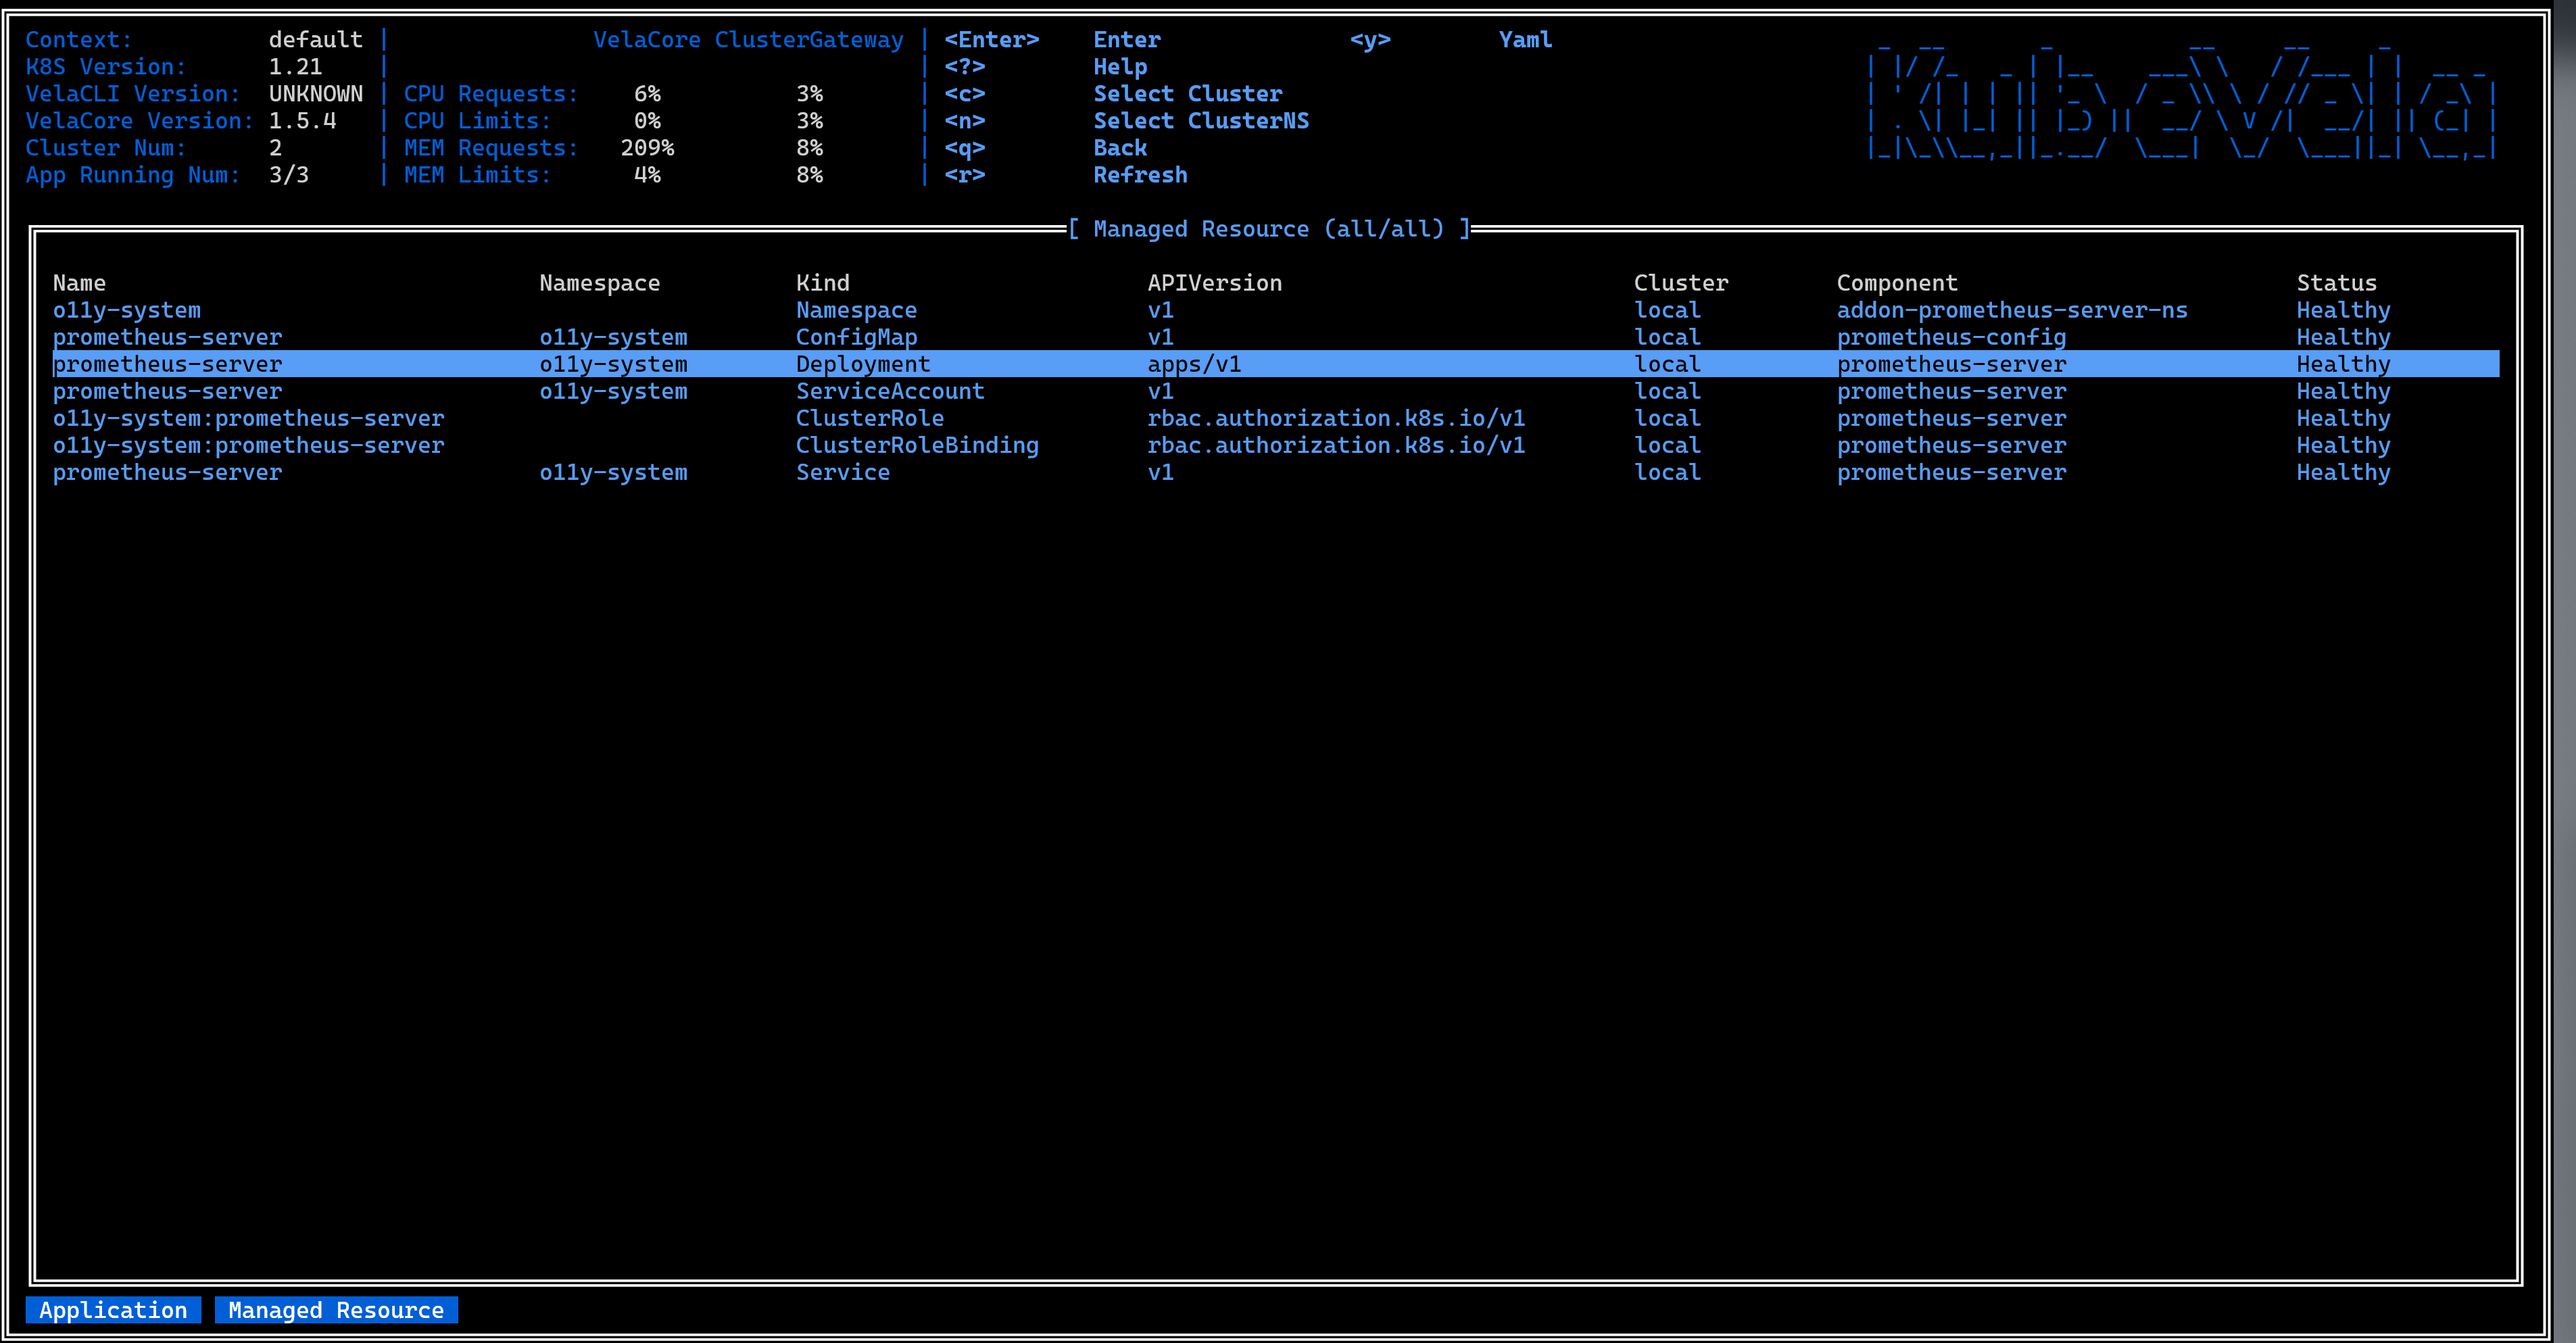 Context: default | VelaCore ClusterGateway | <Enter> Enter <y> Yaml
K8S Version: 1.21 | | <?> Help
VelaCLI Version: UNKNOWN | CPU Requests: 6% 3% | <c> Select Cluster
VelaCore Version: 1.5.4 | CPU Limits: 0% 3% | <n> Select ClusterNS
Cluster Num: 2 | MEM Requests: 209% 8% | <q> Back
App Running Num: 3/3 | MEM Limits: 4% 8% | <r> Refresh
KubeVela
[ Managed Resource (all/all) ]
Name Namespace Kind APIVersion Cluster Component Status
o11y-system Namespace v1 local addon-prometheus-server-ns Healthy
prometheus-server o11y-system ConfigMap v1 local prometheus-config Healthy
prometheus-server o11y-system Deployment apps/v1 local prometheus-server Healthy
prometheus-server o11y-system ServiceAccount v1 local prometheus-server Healthy
o11y-system:prometheus-server ClusterRole rbac.authorization.k8s.io/v1 local prometheus-server Healthy
o11y-system:prometheus-server ClusterRoleBinding rbac.authorization.k8s.io/v1 local prometheus-server Healthy
prometheus-server o11y-system Service v1 local prometheus-server Healthy
Application Managed Resource